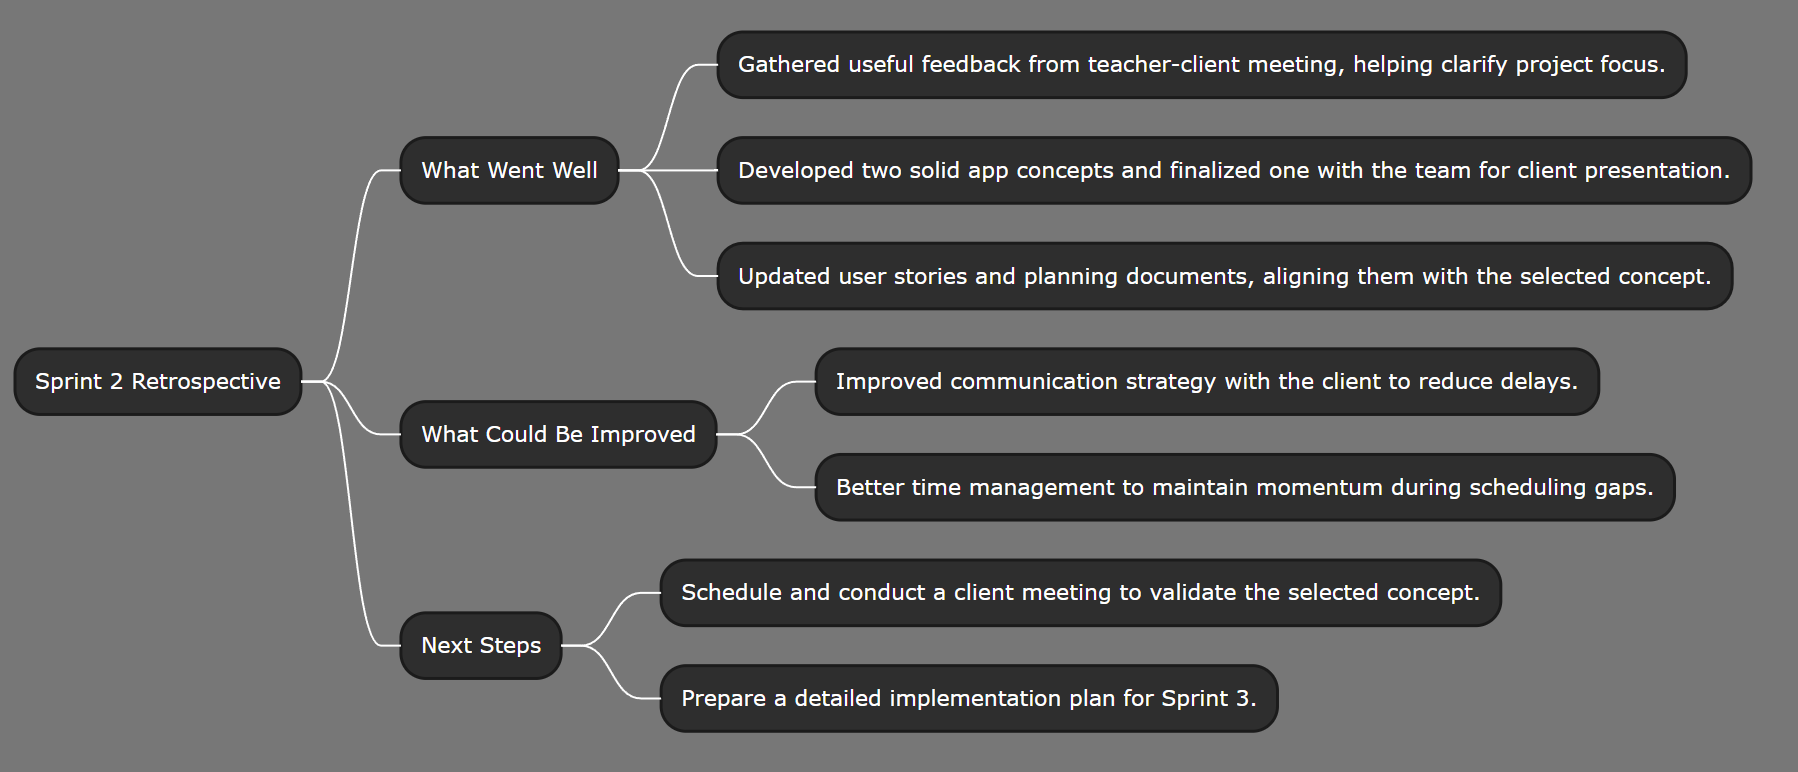 Sprint 2 Retrospective
What Went Well
Gathered useful feedback from teacher-client meeting, helping clarify project focus.
Developed two solid app concepts and finalized one with the team for client presentation.
Updated user stories and planning documents, aligning them with the selected concept.
What Could Be Improved
Improved communication strategy with the client to reduce delays.
Better time management to maintain momentum during scheduling gaps.
Next Steps
Schedule and conduct a client meeting to validate the selected concept.
Prepare a detailed implementation plan for Sprint 3.